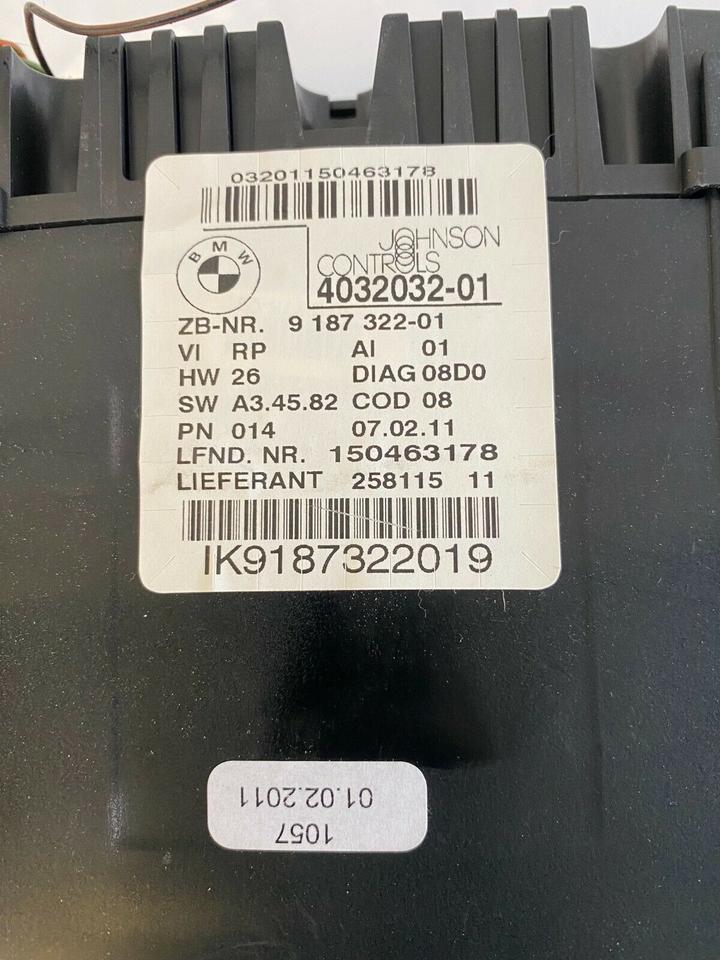 03201150463178
BMW
JOHNSON
CONTROLS
4032032-01
ZB-NR. 9 187 322-01
VI RP AI 01
HW 26 DIAG 08D0
SW A3.45.82 COD 08
PN 014 07.02.11
LFND. NR. 150463178
LIEFERANT 258115 11
IK9187322019
1057
01.02.2011